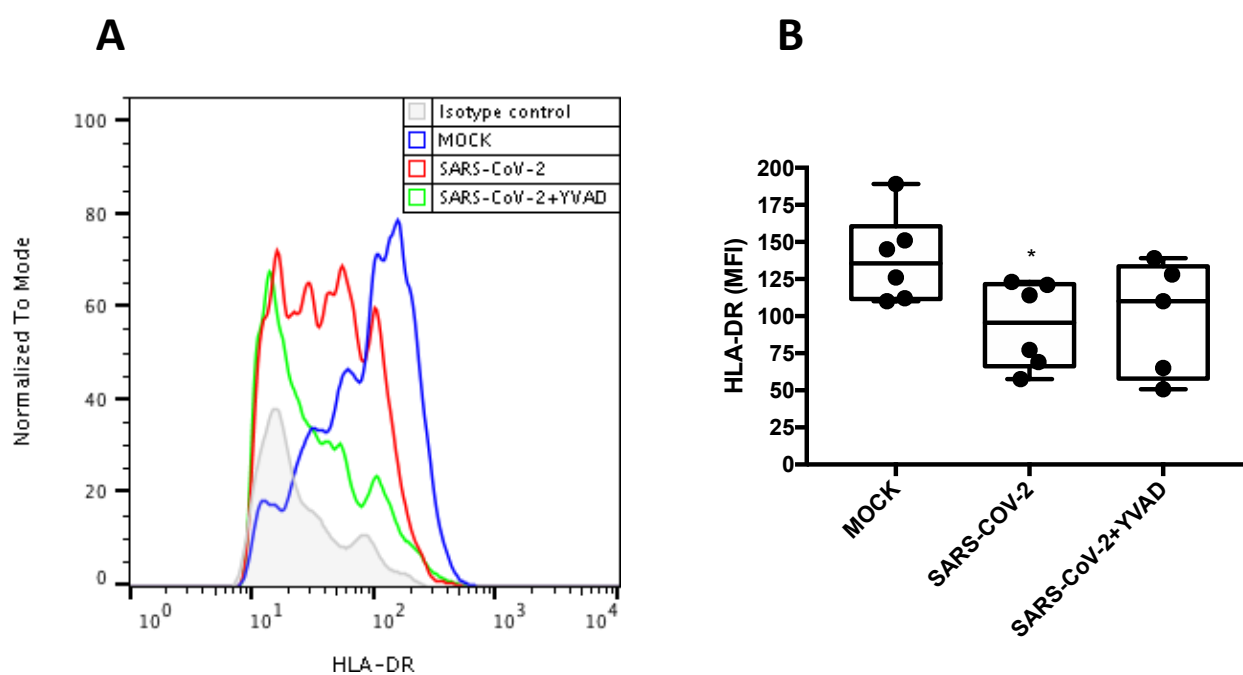 A
B
Isotype control
MOCK
SARS-CoV-2
SARS-CoV-2+YVAD
100
80
60
40
20
0
Normalized To Mode
10^0
10^1
10^2
10^3
10^4
HLA-DR
200
175
150
125
100
75
50
25
0
HLA-DR (MFI)
*
MOCK
SARS-COV-2
SARS-CoV-2+YVAD